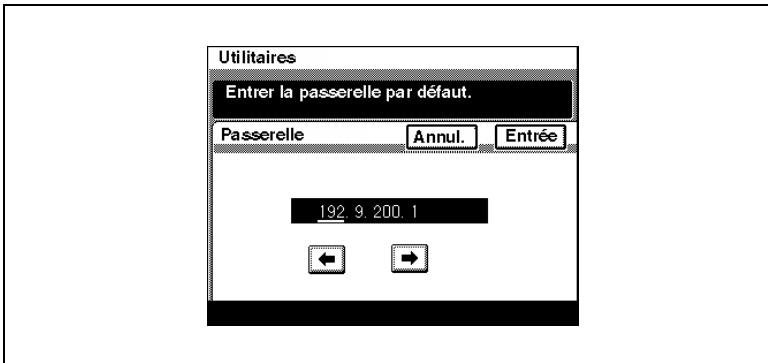 Utilitaires
Entrer la passerelle par défaut.
Passerelle Annul. Entrée
192. 9. 200. 1